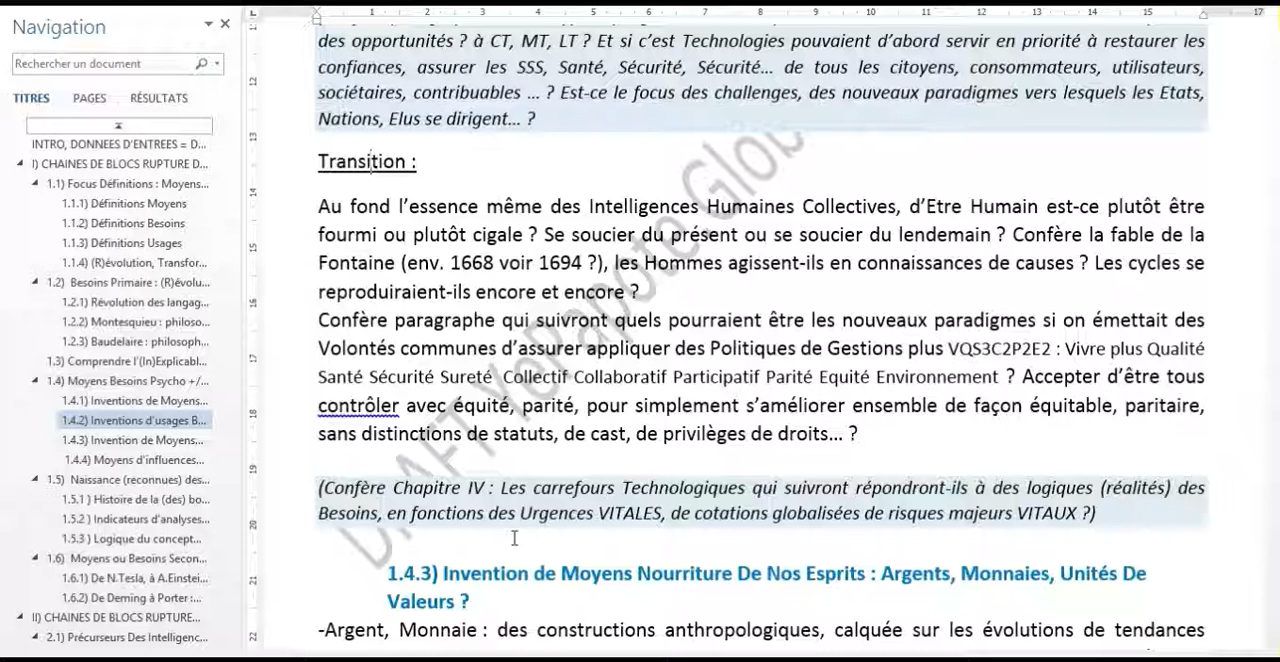 Navigation
Rechercher un document
TITRES PAGES RÉSULTATS
INTRO, DONNEES D'ENTREES = D...
I) CHAINES DE BLOCS RUPTURE D...
1.1) Focus Définitions : Moyens...
1.1.1) Définitions Moyens
1.1.2) Définitions Besoins
1.1.3) Définitions Usages
1.1.4) (R)évolution, Transfor...
1.2) Besoins Primaire : (R)évolu...
1.2.1) Révolution des langag...
1.2.2) Montesquieu : philoso...
1.2.3) Baudelaire : philosoph...
1.3) Comprendre l'(In)Explicabl...
1.4) Moyens Besoins Psycho +/...
1.4.1) Inventions de Moyens...
1.4.2) Inventions d'usages B...
1.4.3) Invention de Moyens...
1.4.4) Moyens d'influences...
1.5) Naissance (reconnues) des...
1.5.1 ) Histoire de la (des) bo...
1.5.2 ) Indicateurs d'analyses...
1.5.3 ) Logique du concept...
1.6) Moyens ou Besoins Secon...
1.6.1) De N.Tesla, à A.Einstei...
1.6.2) De Deming à Porter :...
II) CHAINES DE BLOCS RUPTURE...
2.1) Précurseurs Des Intelligenc...
1 2 3 4 5 6 7 8 9 10 11 12 13 14 15 17
des opportunités ? à CT, MT, LT ? Et si c'est Technologies pouvaient d'abord servir en priorité à restaurer les
confiances, assurer les SSS, Santé, Sécurité, Sécurité... de tous les citoyens, consommateurs, utilisateurs,
sociétaires, contribuables ... ? Est-ce le focus des challenges, des nouveaux paradigmes vers lesquels les Etats,
Nations, Elus se dirigent... ?
Transition :
Au fond l'essence même des Intelligences Humaines Collectives, d'Etre Humain est-ce plutôt être
fourmi ou plutôt cigale ? Se soucier du présent ou se soucier du lendemain ? Confère la fable de la
Fontaine (env. 1668 voir 1694 ?), les Hommes agissent-ils en connaissances de causes ? Les cycles se
reproduiraient-ils encore et encore ?
Confère paragraphe qui suivront quels pourraient être les nouveaux paradigmes si on émettait des
Volontés communes d'assurer appliquer des Politiques de Gestions plus VQS3C2P2E2 : Vivre plus Qualité
Santé Sécurité Sureté Collectif Collaboratif Participatif Parité Equité Environnement ? Accepter d'être tous
contrôler avec équité, parité, pour simplement s'améliorer ensemble de façon équitable, paritaire,
sans distinctions de statuts, de cast, de privilèges de droits... ?
(Confère Chapitre IV : Les carrefours Technologiques qui suivront répondront-ils à des logiques (réalités) des
Besoins, en fonctions des Urgences VITALES, de cotations globalisées de risques majeurs VITAUX ?)
1.4.3) Invention de Moyens Nourriture De Nos Esprits : Argents, Monnaies, Unités De
Valeurs ?
-Argent, Monnaie : des constructions anthropologiques, calquée sur les évolutions de tendances